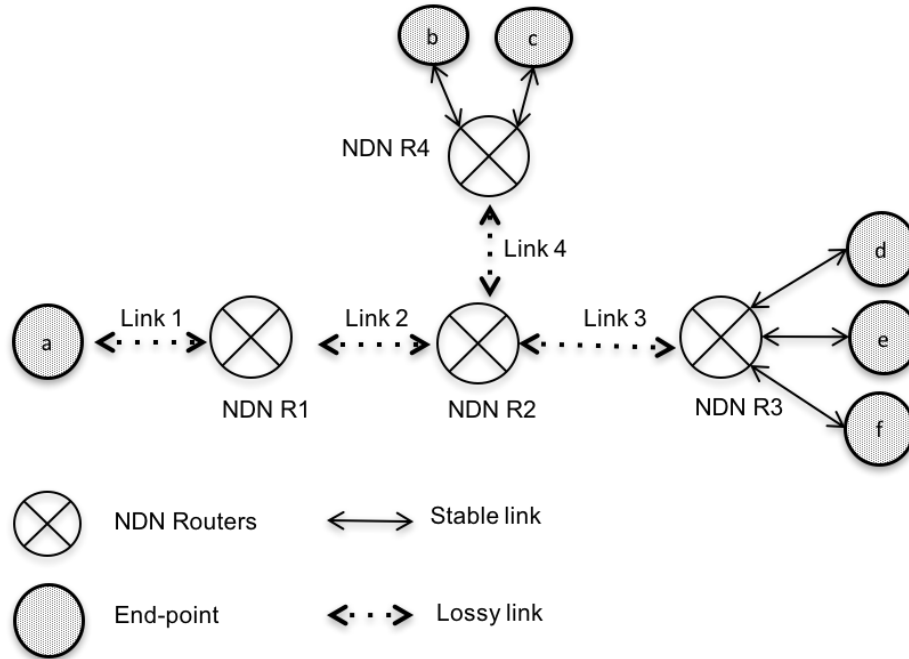 b
c
NDN R4
Link 4
d
Link 1
Link 2
Link 3
a
e
NDN R1
NDN R2
NDN R3
f
NDN Routers
Stable link
End-point
Lossy link